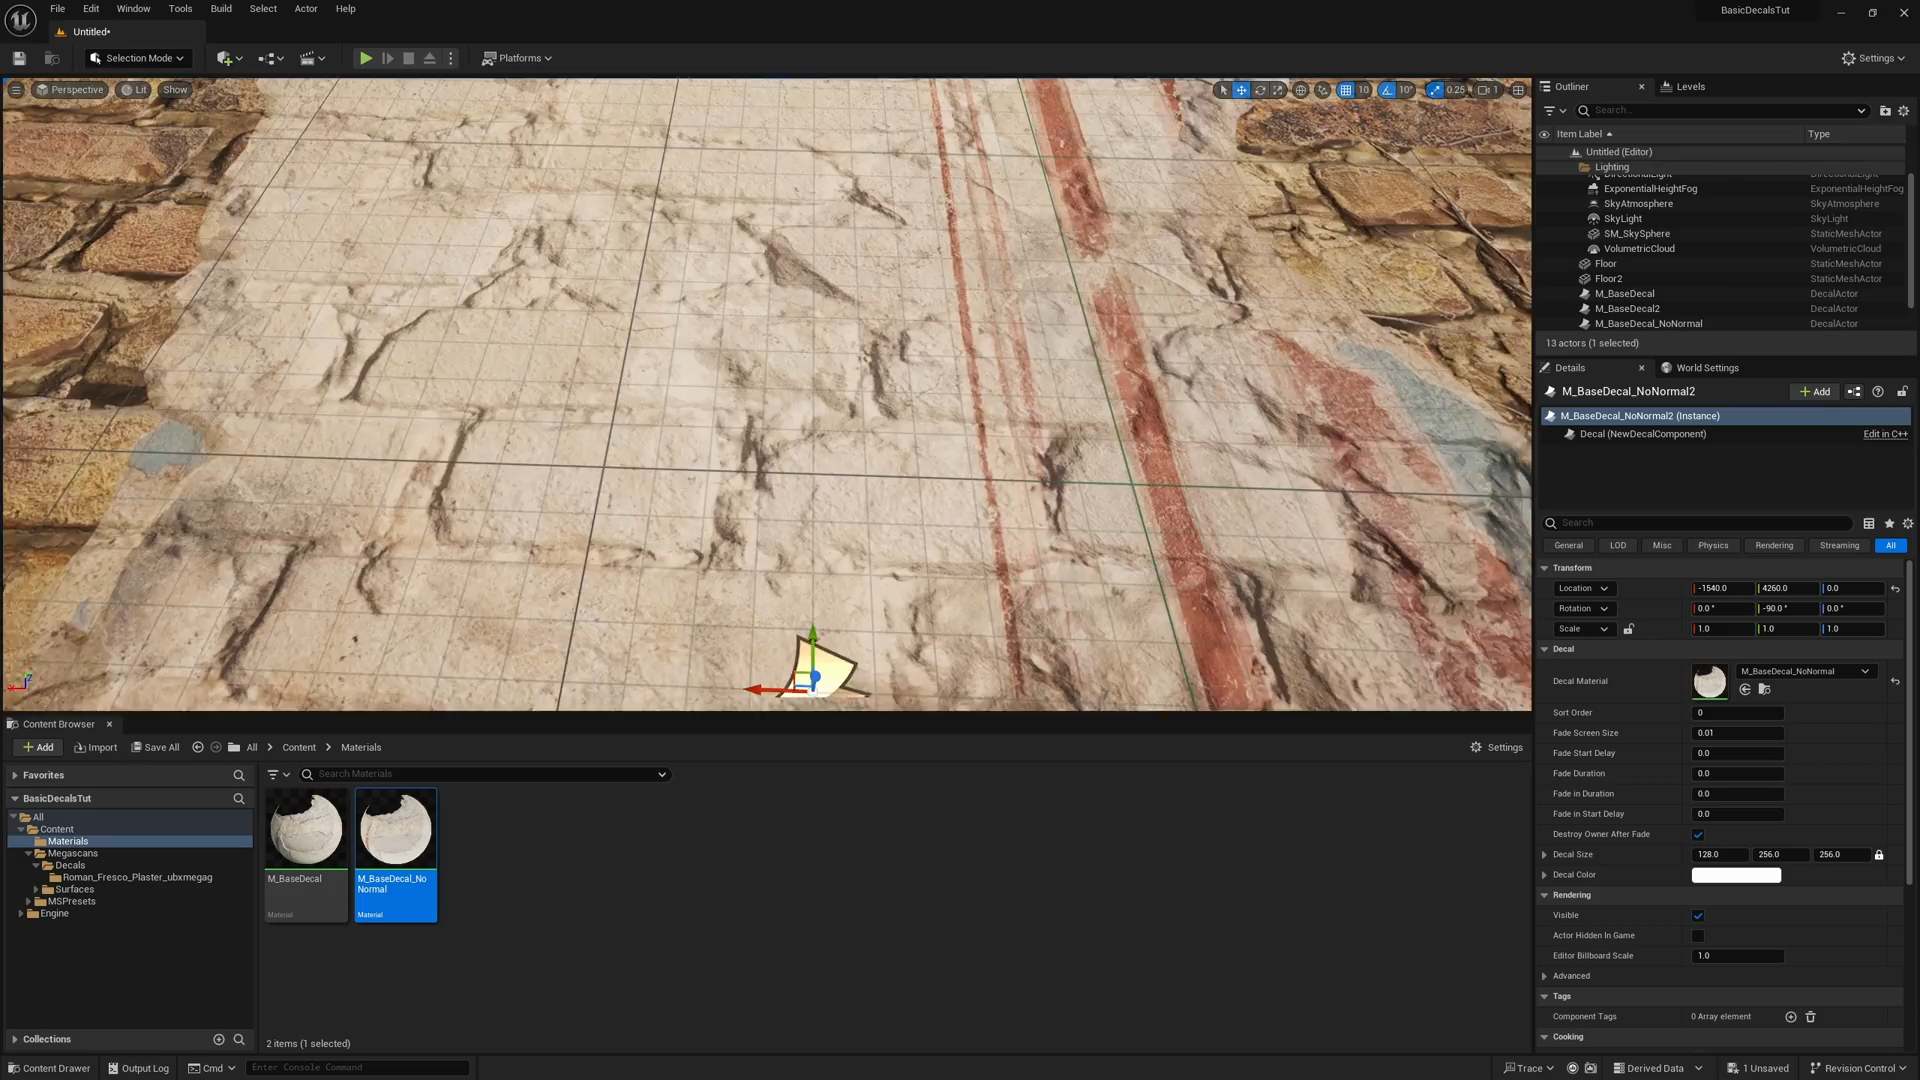 File Edit Window Tools Build Select Actor Help
BasicDecalsTut
Untitled*
Selection Mode
Platforms
Settings
Perspective Lit Show
10 10° 0.25 1
Outliner Levels
Search...
Item Label Type
Untitled (Editor)
Lighting
ExponentialHeightFog ExponentialHeightFog
SkyAtmosphere SkyAtmosphere
SkyLight SkyLight
SM_SkySphere StaticMeshActor
VolumetricCloud VolumetricCloud
Floor StaticMeshActor
Floor2 StaticMeshActor
M_BaseDecal DecalActor
M_BaseDecal2 DecalActor
M_BaseDecal_NoNormal DecalActor
13 actors (1 selected)
Details World Settings
M_BaseDecal_NoNormal2 Add
M_BaseDecal_NoNormal2 (Instance)
Decal (NewDecalComponent) Edit in C++
Search
General LOD Misc Physics Rendering Streaming All
Transform
Location -1540.0 4260.0 0.0
Rotation 0.0° -90.0° 0.0°
Scale 1.0 1.0 1.0
Decal
Decal Material M_BaseDecal_NoNormal
Sort Order 0
Fade Screen Size 0.01
Fade Start Delay 0.0
Fade Duration 0.0
Fade in Duration 0.0
Fade in Start Delay 0.0
Destroy Owner After Fade
Decal Size 128.0 256.0 256.0
Decal Color
Rendering
Visible
Actor Hidden In Game
Editor Billboard Scale 1.0
Advanced
Tags
Component Tags 0 Array element
Cooking
Content Browser
Add Import Save All All Content Materials Settings
Favorites
Search Materials
BasicDecalsTut
All
Content
Materials
Megascans
Decals
Roman_Fresco_Plaster_ubxmegag
Surfaces
MSPresets
Engine
M_BaseDecal
Material
M_BaseDecal_No
Normal
Material
Collections
2 items (1 selected)
Content Drawer Output Log Cmd Enter Console Command Trace Derived Data 1 Unsaved Revision Control